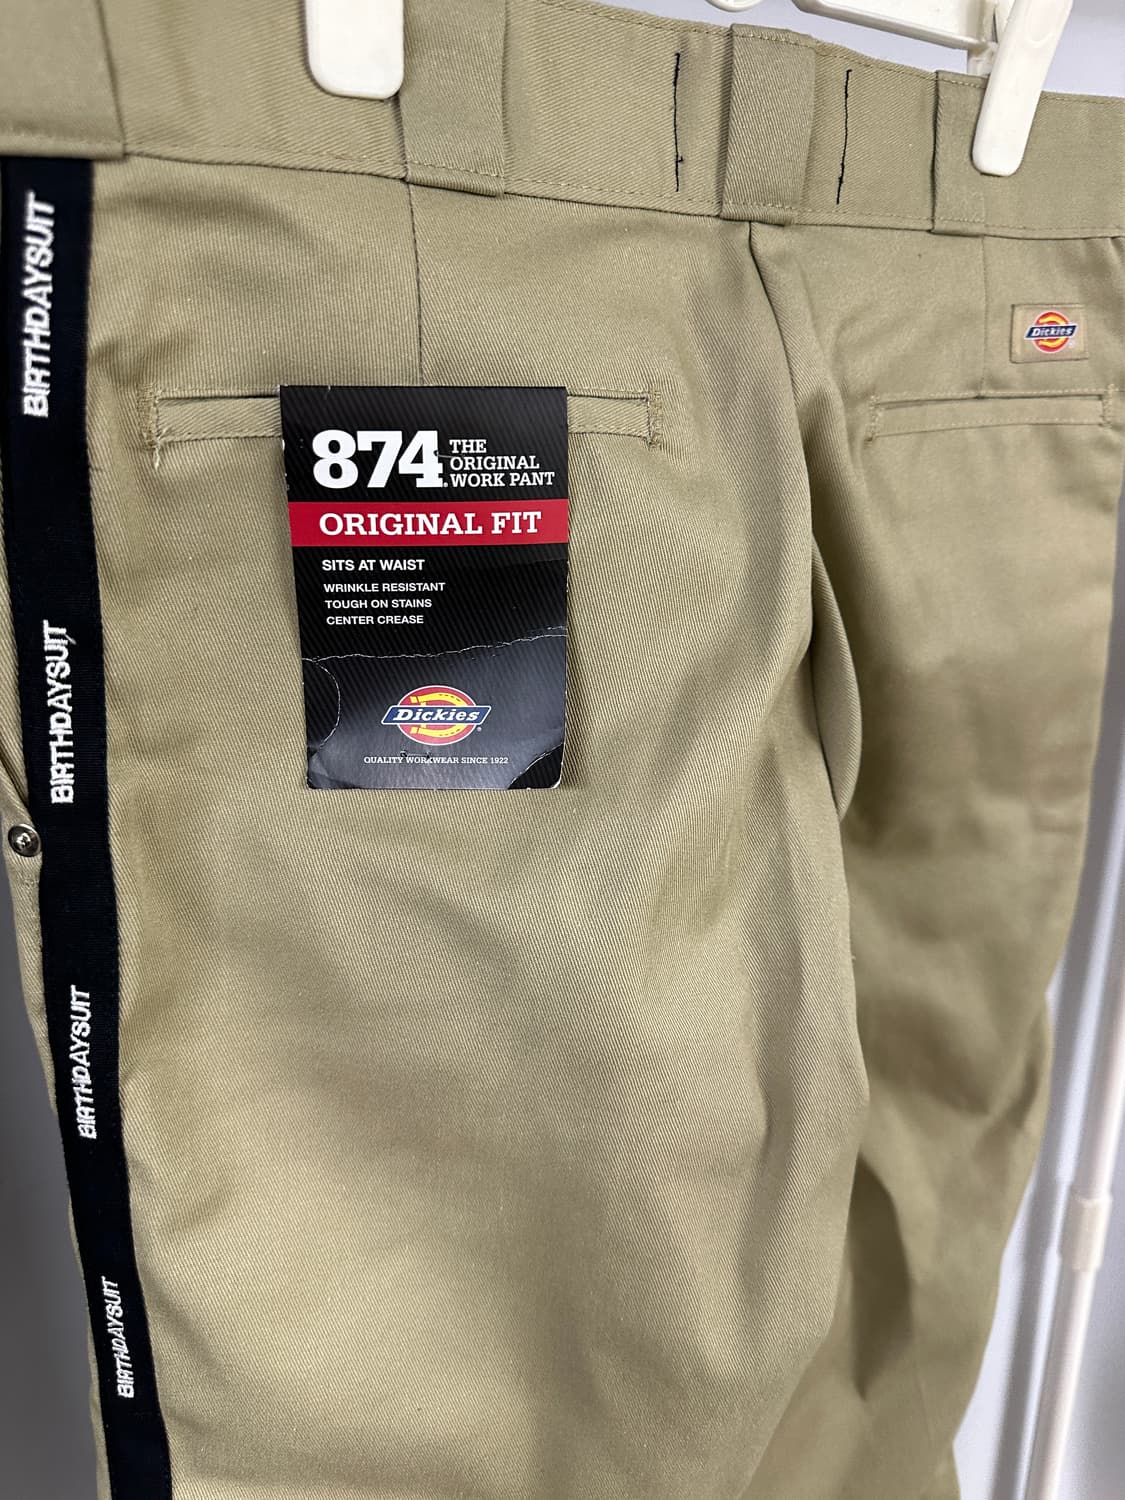 BIRTHDAYSUIT
BIRTHDAYSUIT
BIRTHDAYSUIT
BIRTHDAYSUIT
874 THE
ORIGINAL
WORK PANT
ORIGINAL FIT
SITS AT WAIST
WRINKLE RESISTANT
TOUGH ON STAINS
CENTER CREASE
Dickies
QUALITY WORKWEAR SINCE 1922
Dickies